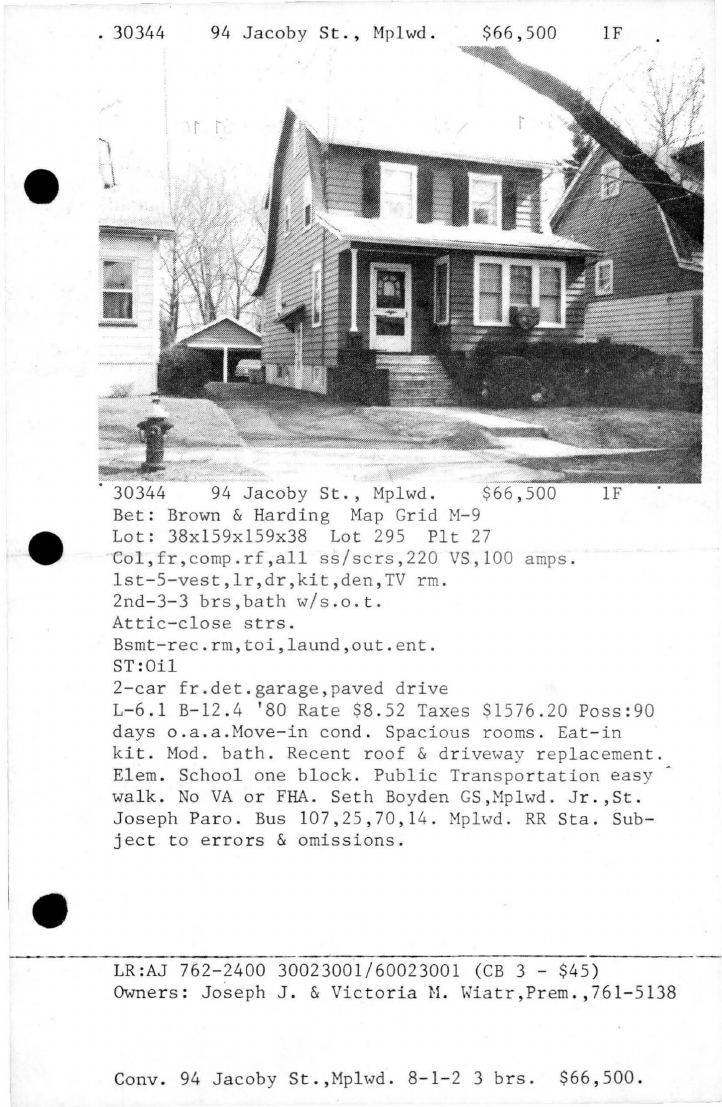 30344 94 Jacoby St., Mplwd. $66,500 1F
30344 94 Jacoby St., Mplwd. $66,500 1F
Bet: Brown & Harding Map Grid M-9
Lot: 38x159x159x38 Lot 295 Plt 27
Col,fr,comp.rf,all ss/scrs,220 VS,100 amps.
1st-5-vest,lr,dr,kit,den,TV rm.
2nd-3-3 brs,bath w/s.o.t.
Attic-close strs.
Bsmt-rec.rm,toi,laund,out.ent.
ST:Oil
2-car fr.det.garage,paved drive
L-6.1 B-12.4 '80 Rate $8.52 Taxes $1576.20 Poss:90
days o.a.a.Move-in cond. Spacious rooms. Eat-in
kit. Mod. bath. Recent roof & driveway replacement.
Elem. School one block. Public Transportation easy
walk. No VA or FHA. Seth Boyden GS,Mplwd. Jr.,St.
Joseph Paro. Bus 107,25,70,14. Mplwd. RR Sta. Sub-
ject to errors & omissions.
LR:AJ 762-2400 30023001/60023001 (CB 3 - $45)
Owners: Joseph J. & Victoria M. Wiatr,Prem.,761-5138
Conv. 94 Jacoby St.,Mplwd. 8-1-2 3 brs. $66,500.